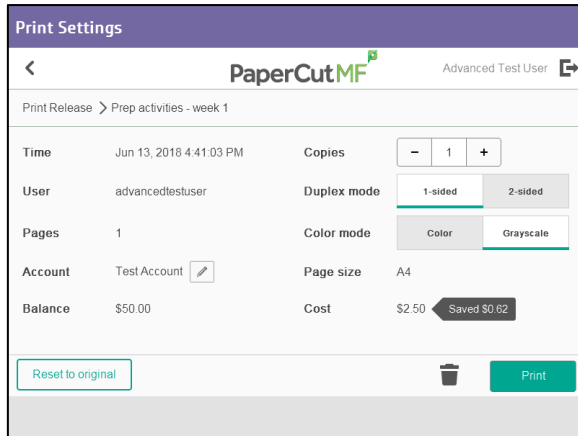 Print Settings
PaperCutMF
Advanced Test User
Print Release > Prep activities - week 1
Time Jun 13, 2018 4:41:03 PM Copies - 1 +
User advancedtestuser Duplex mode 1-sided 2-sided
Pages 1 Color mode Color Grayscale
Account Test Account Page size A4
Balance $50.00 Cost $2.50 Saved $0.62
Reset to original Print